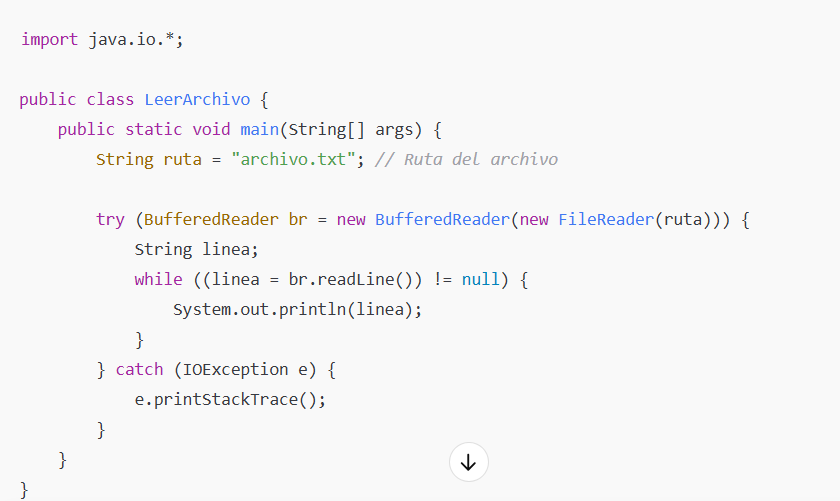 import java.io.*;
public class LeerArchivo {
    public static void main(String[] args) {
        String ruta = "archivo.txt"; // Ruta del archivo
        try (BufferedReader br = new BufferedReader(new FileReader(ruta))) {
            String linea;
            while ((linea = br.readLine()) != null) {
                System.out.println(linea);
            }
        } catch (IOException e) {
            e.printStackTrace();
        }
    }
}